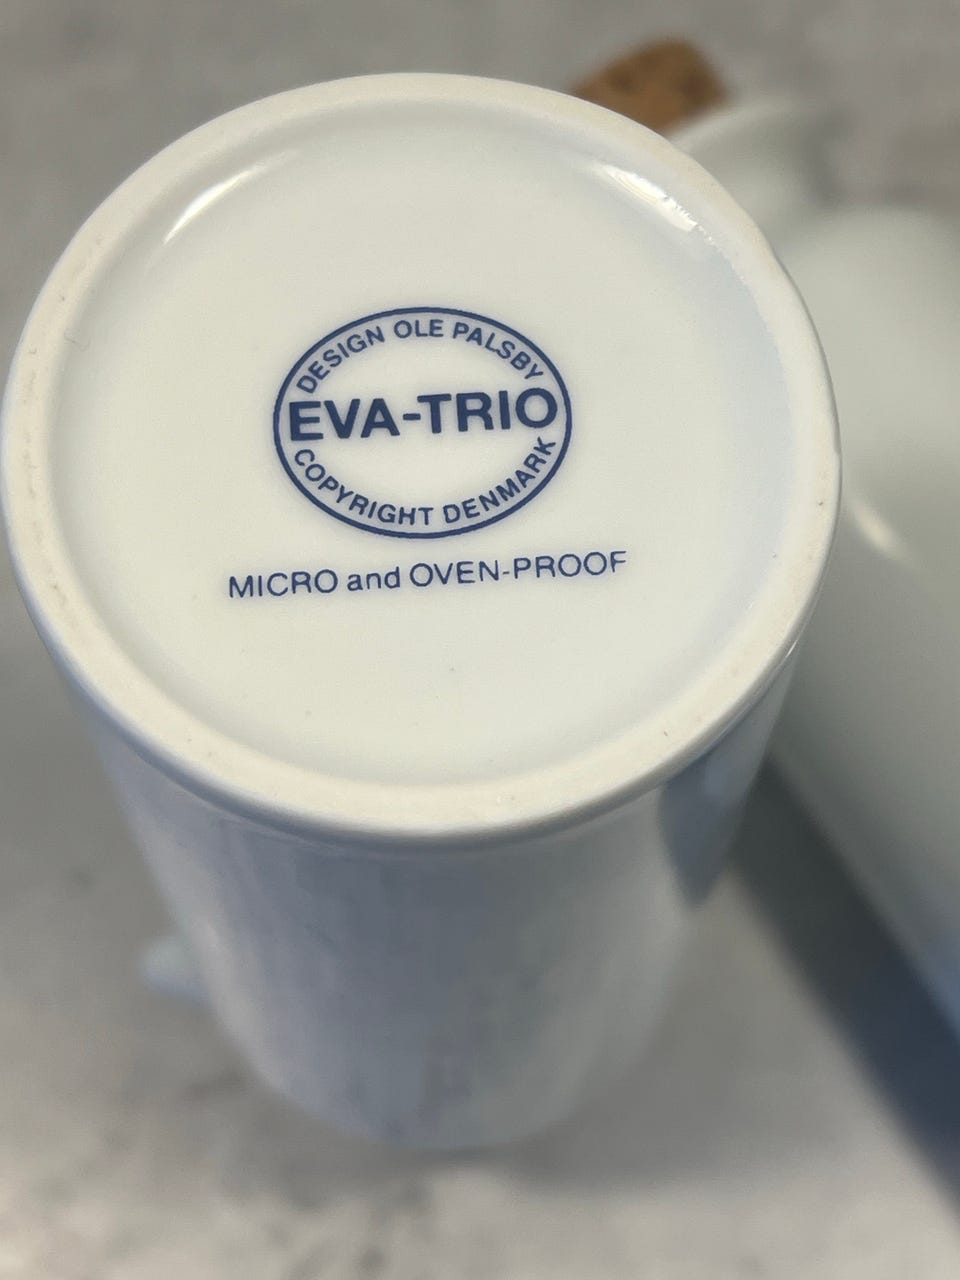 DESIGN OLE PALSBY
EVA-TRIO
COPYRIGHT DENMARK
MICRO and OVEN-PROOF